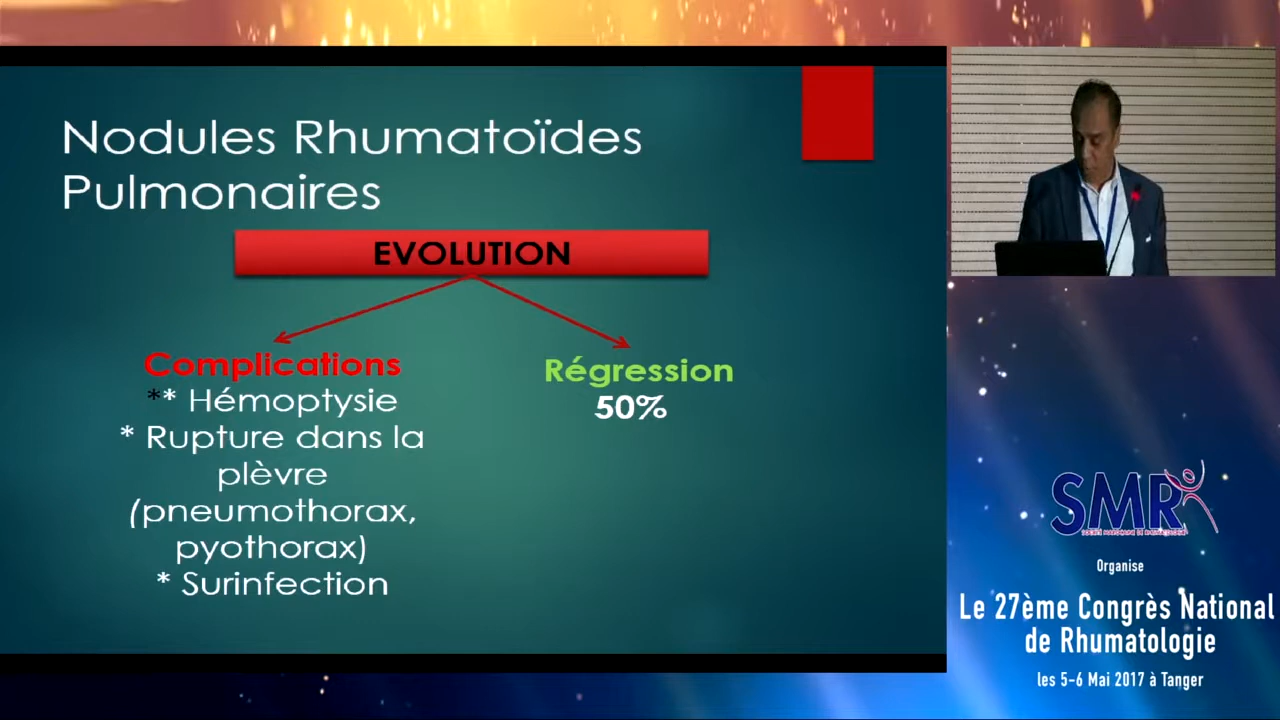 Nodules Rhumatoïdes
Pulmonaires
EVOLUTION
Complications
** Hémoptysie
* Rupture dans la
plèvre
(pneumothorax,
pyothorax)
* Surinfection
Régression
50%
SMR
Organise
Le 27ème Congrès National
de Rhumatologie
les 5-6 Mai 2017 à Tanger